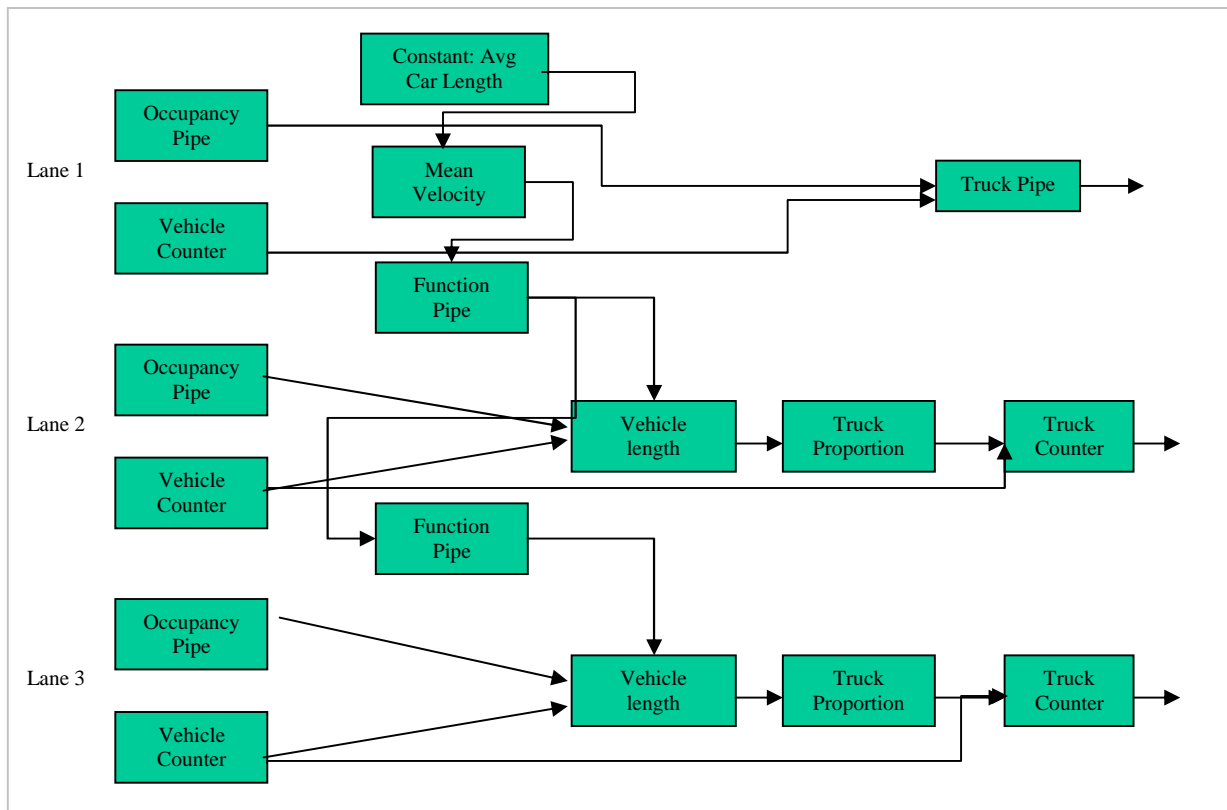 Constant: Avg
Car Length
Occupancy
Pipe
Lane 1
Mean
Velocity
Truck Pipe
Vehicle
Counter
Function
Pipe
Occupancy
Pipe
Lane 2
Vehicle
length
Truck
Proportion
Truck
Counter
Vehicle
Counter
Function
Pipe
Occupancy
Pipe
Lane 3
Vehicle
length
Truck
Proportion
Truck
Counter
Vehicle
Counter